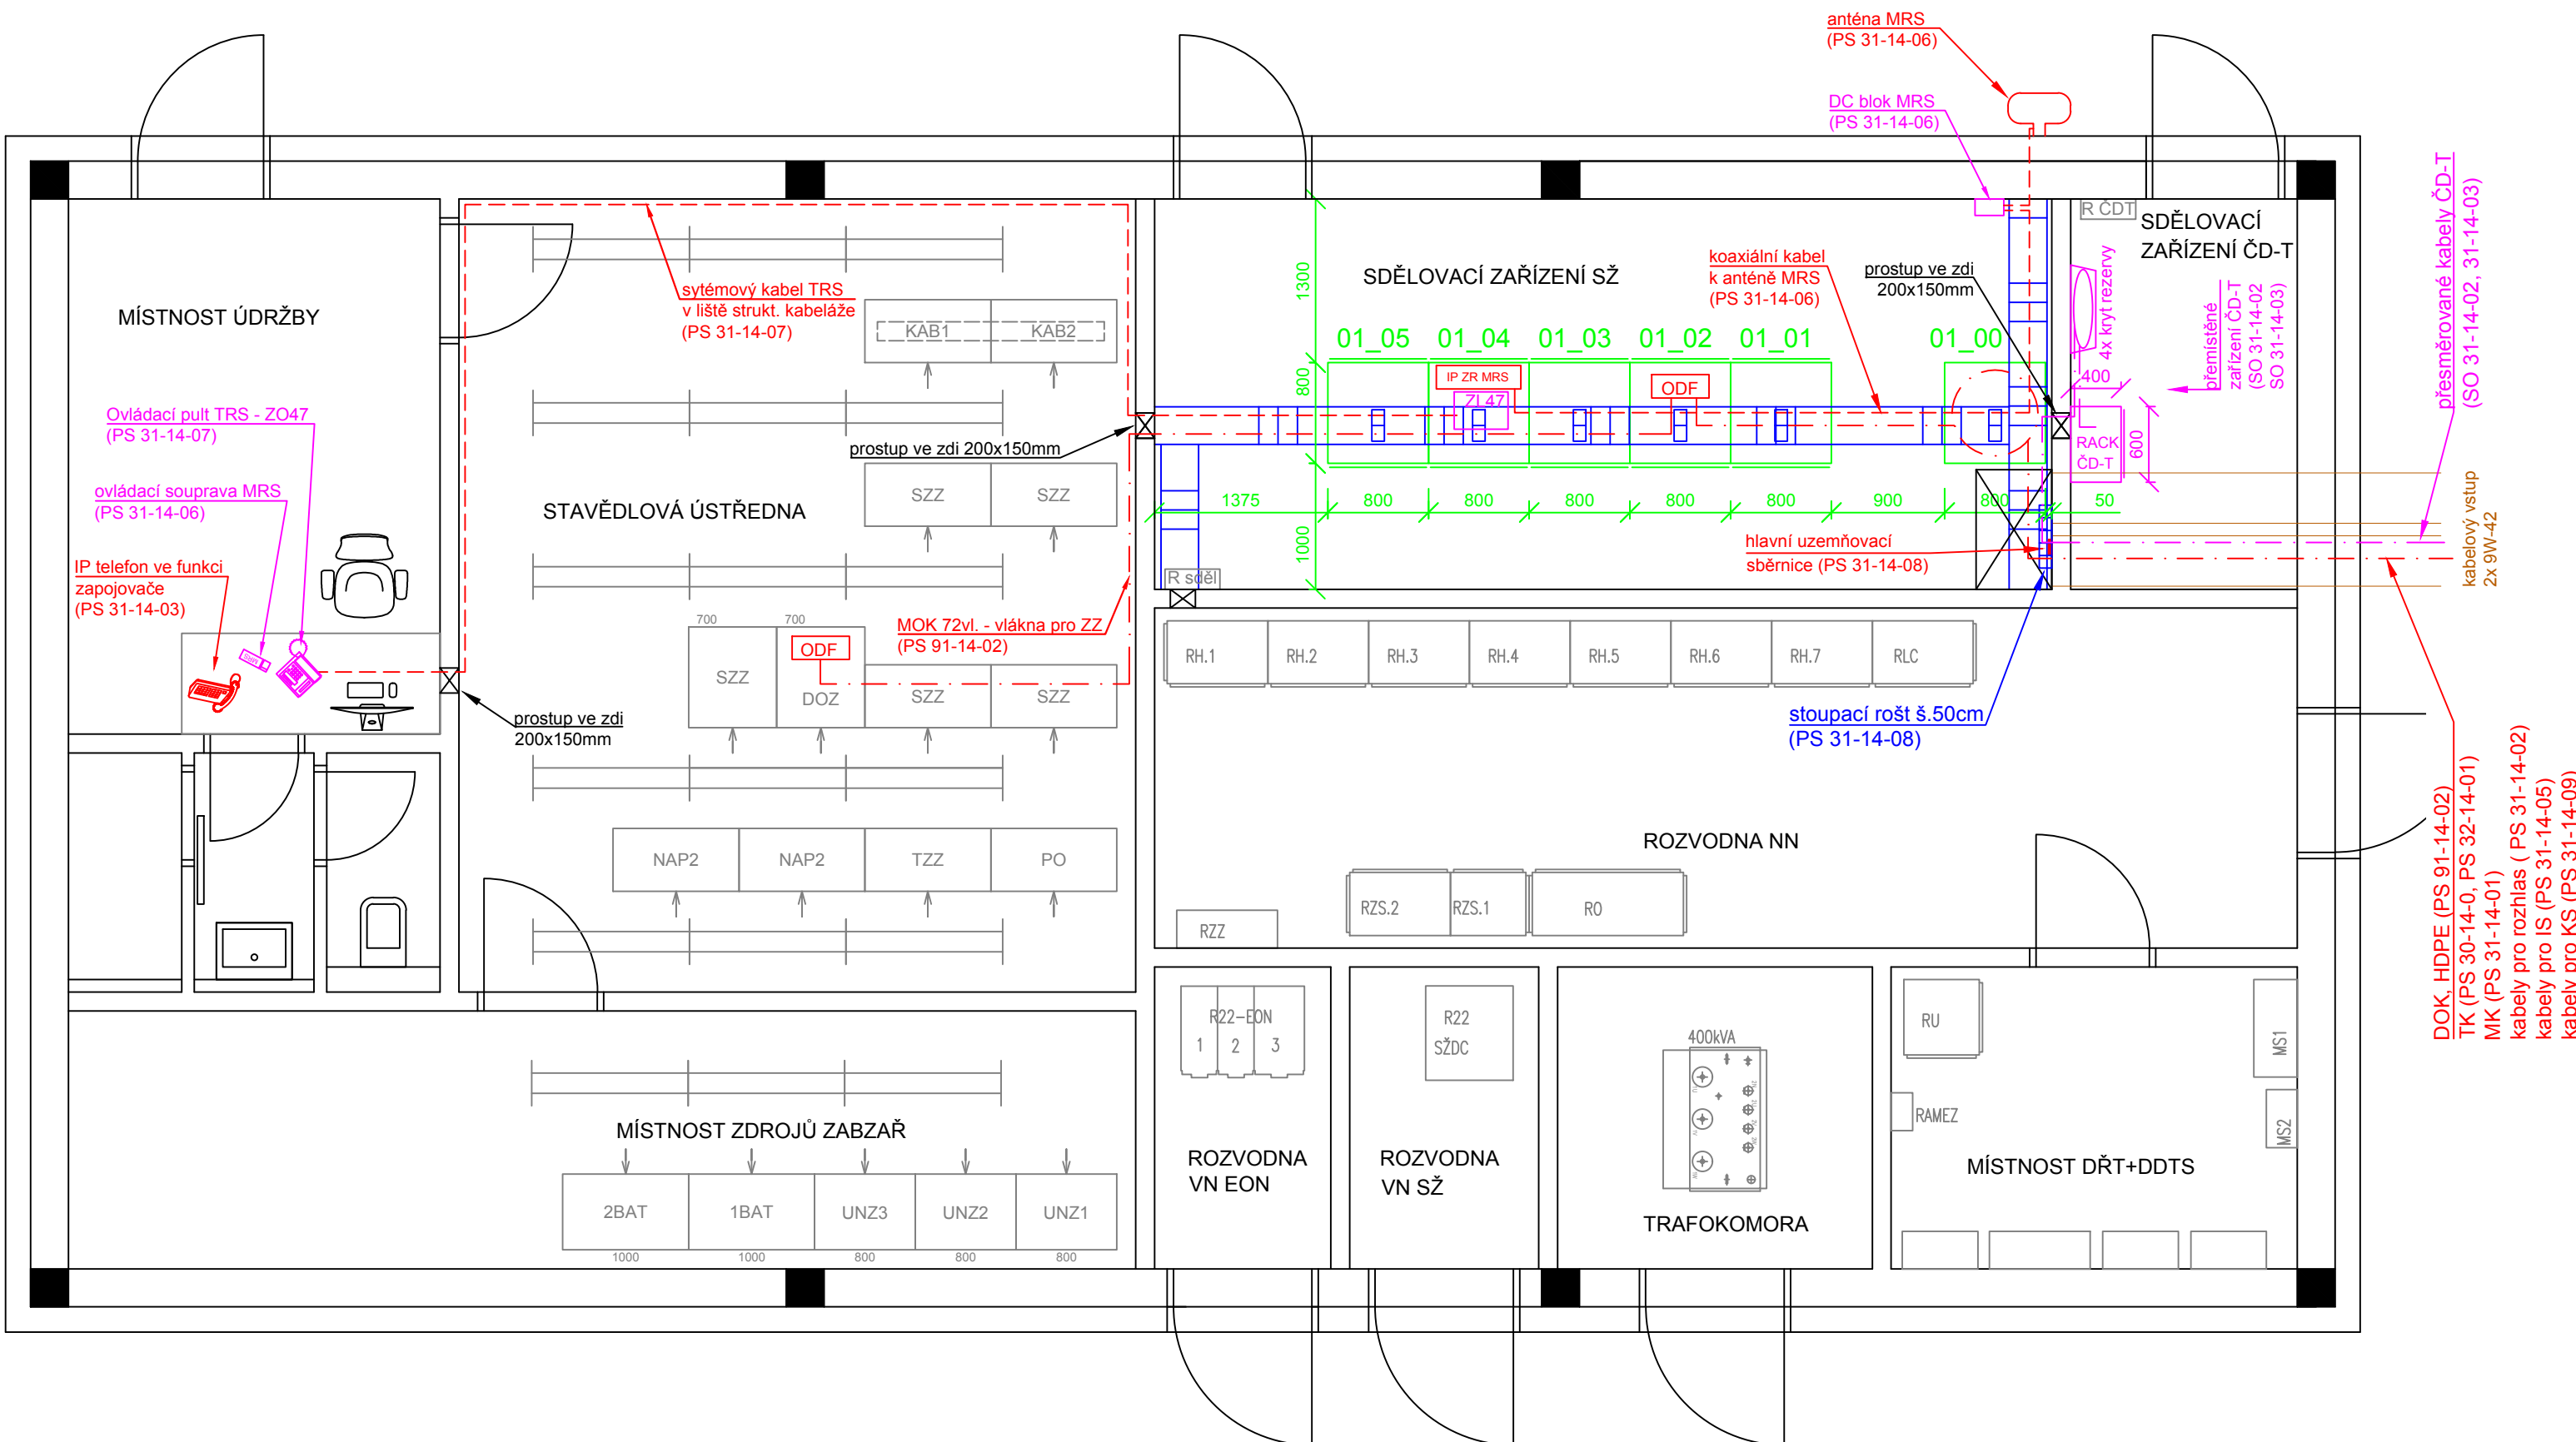 anténa MRS
(PS 31-14-06)
DC blok MRS
(PS 31-14-06)
přesměrované kabely ČD-T
(SO 31-14-02, 31-14-03)
R ČDT
SDĚLOVACÍ
ZAŘÍZENÍ ČD-T
4x kryt rezervy
přemístěné
zařízení ČD-T
(SO 31-14-02
SO 31-14-03)
400
600
RACK
ČD-T
kabelový vstup
2x 9W-42
MÍSTNOST ÚDRŽBY
sytémový kabel TRS
v liště strukt. kabeláže
(PS 31-14-07)
KAB1
KAB2
SDĚLOVACÍ ZAŘÍZENÍ SŽ
koaxiální kabel
k anténě MRS
(PS 31-14-06)
prostup ve zdi
200x150mm
1300
800
1000
01_05
01_04
01_03
01_02
01_01
01_00
IP ZR MRS
ZL47
ODF
Ovládací pult TRS - ZO47
(PS 31-14-07)
prostup ve zdi 200x150mm
ovládací souprava MRS
(PS 31-14-06)
STAVĚDLOVÁ ÚSTŘEDNA
SZZ
SZZ
1375
800
800
800
800
800
900
800
50
hlavní uzemňovací
sběrnice (PS 31-14-08)
IP telefon ve funkci
zapojovače
(PS 31-14-03)
R sděl
MRS
700
700
ODF
SZZ
DOZ
SZZ
SZZ
MOK 72vl. - vlákna pro ZZ
(PS 91-14-02)
RH.1
RH.2
RH.3
RH.4
RH.5
RH.6
RH.7
RLC
prostup ve zdi
200x150mm
stoupací rošt š.50cm
(PS 31-14-08)
DOK, HDPE (PS 91-14-02)
TK (PS 30-14-0, PS 32-14-01)
MK (PS 31-14-01)
kabely pro rozhlas ( PS 31-14-02)
kabely pro IS (PS 31-14-05)
kabely pro KS (PS 31-14-09)
ROZVODNA NN
NAP2
NAP2
TZZ
PO
RZZ
RZS.2
RZS.1
RO
R22-EON
1
2
3
R22
SŽDC
400kVA
RU
RAMEZ
MS1
MS2
MÍSTNOST ZDROJŮ ZABZAŘ
2BAT
1BAT
UNZ3
UNZ2
UNZ1
1000
1000
800
800
800
ROZVODNA
VN EON
ROZVODNA
VN SŽ
TRAFOKOMORA
MÍSTNOST DŘT+DDTS